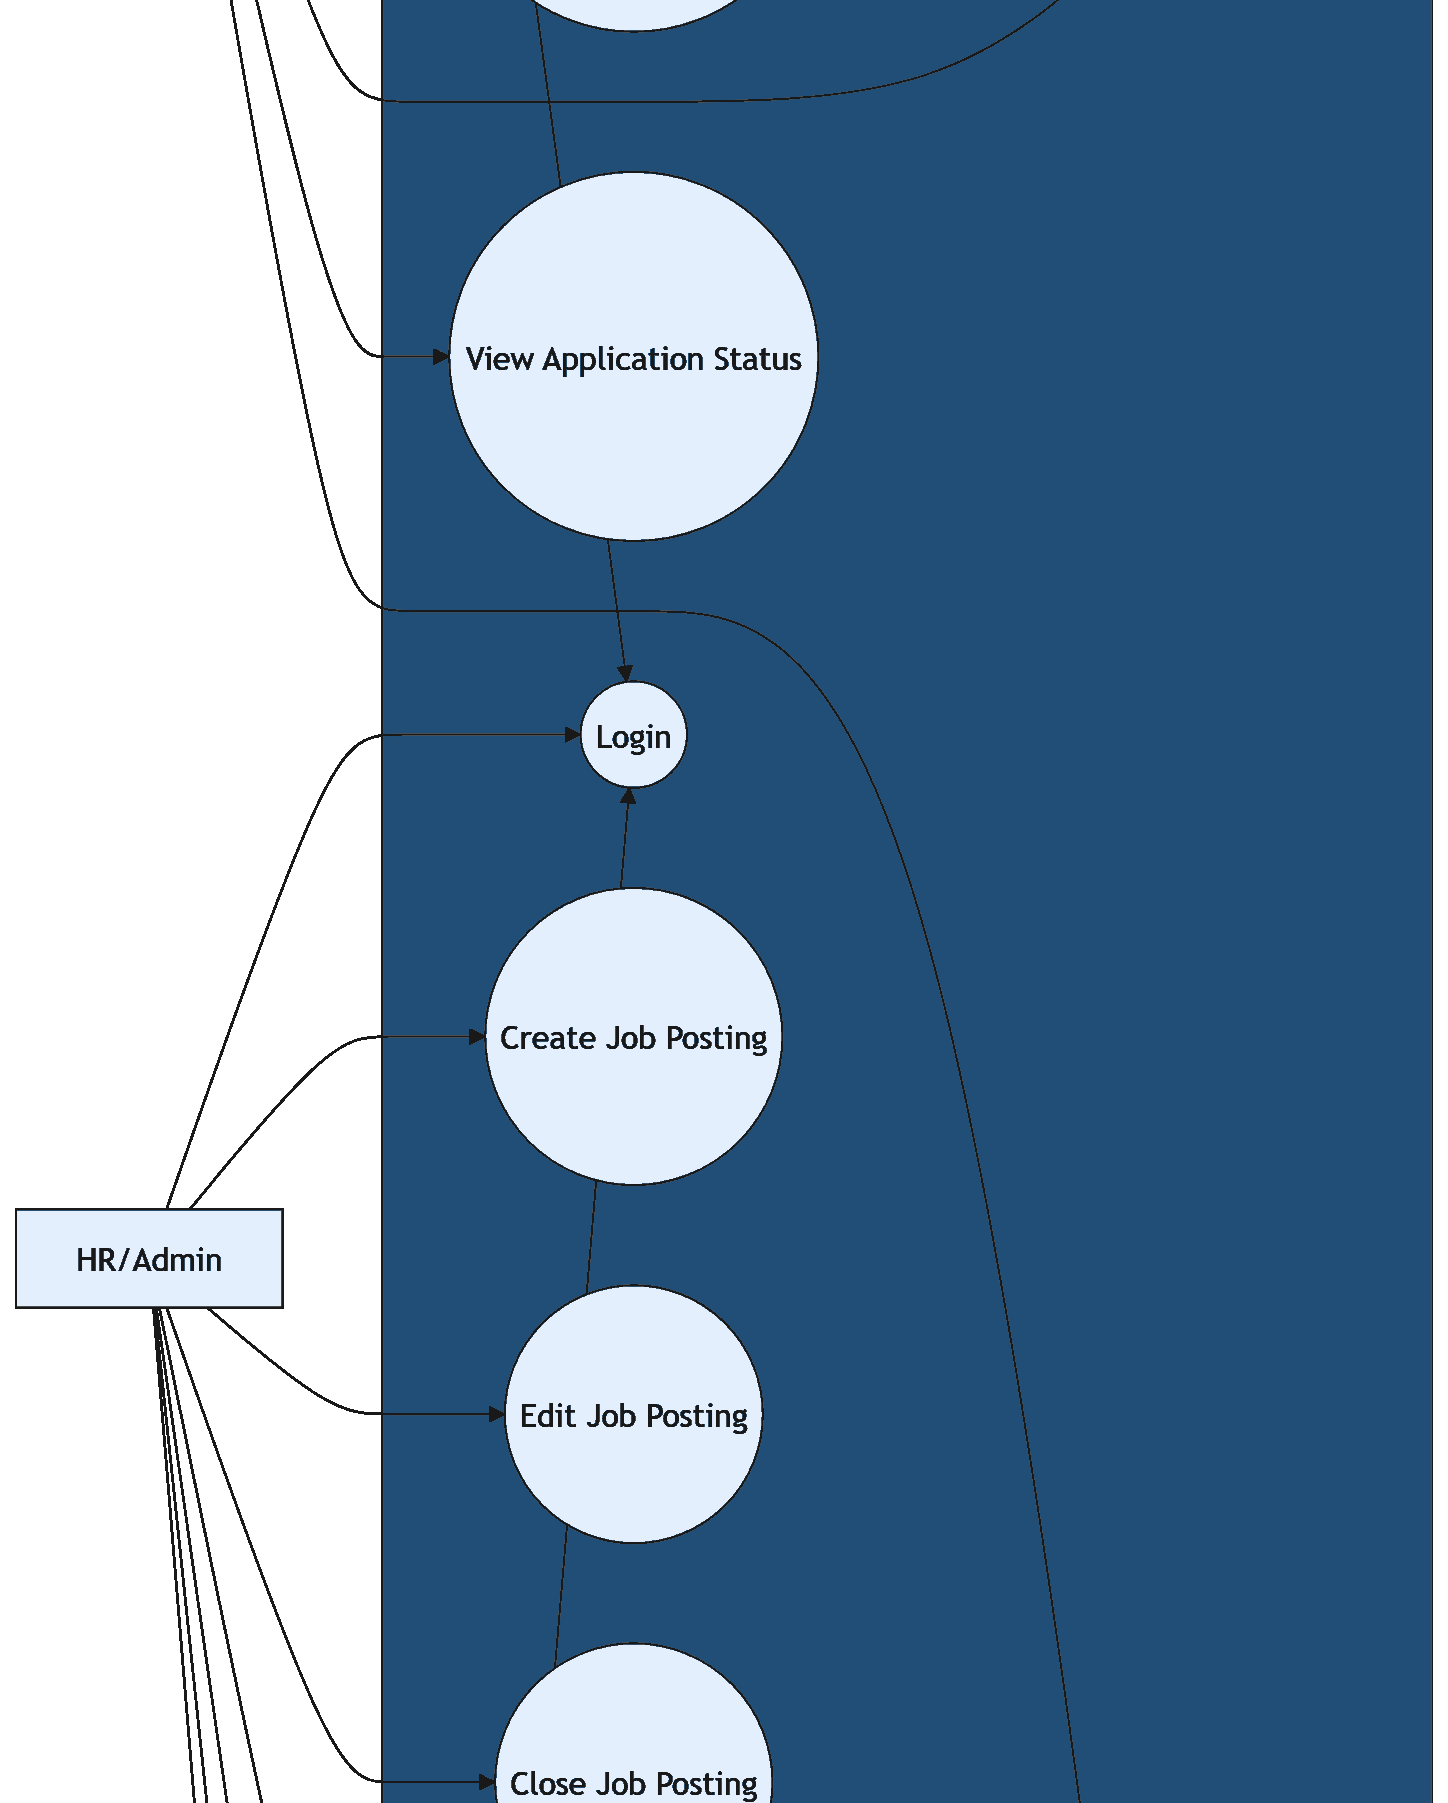 View Application Status
Login
Create Job Posting
HR/Admin
Edit Job Posting
Close Job Posting